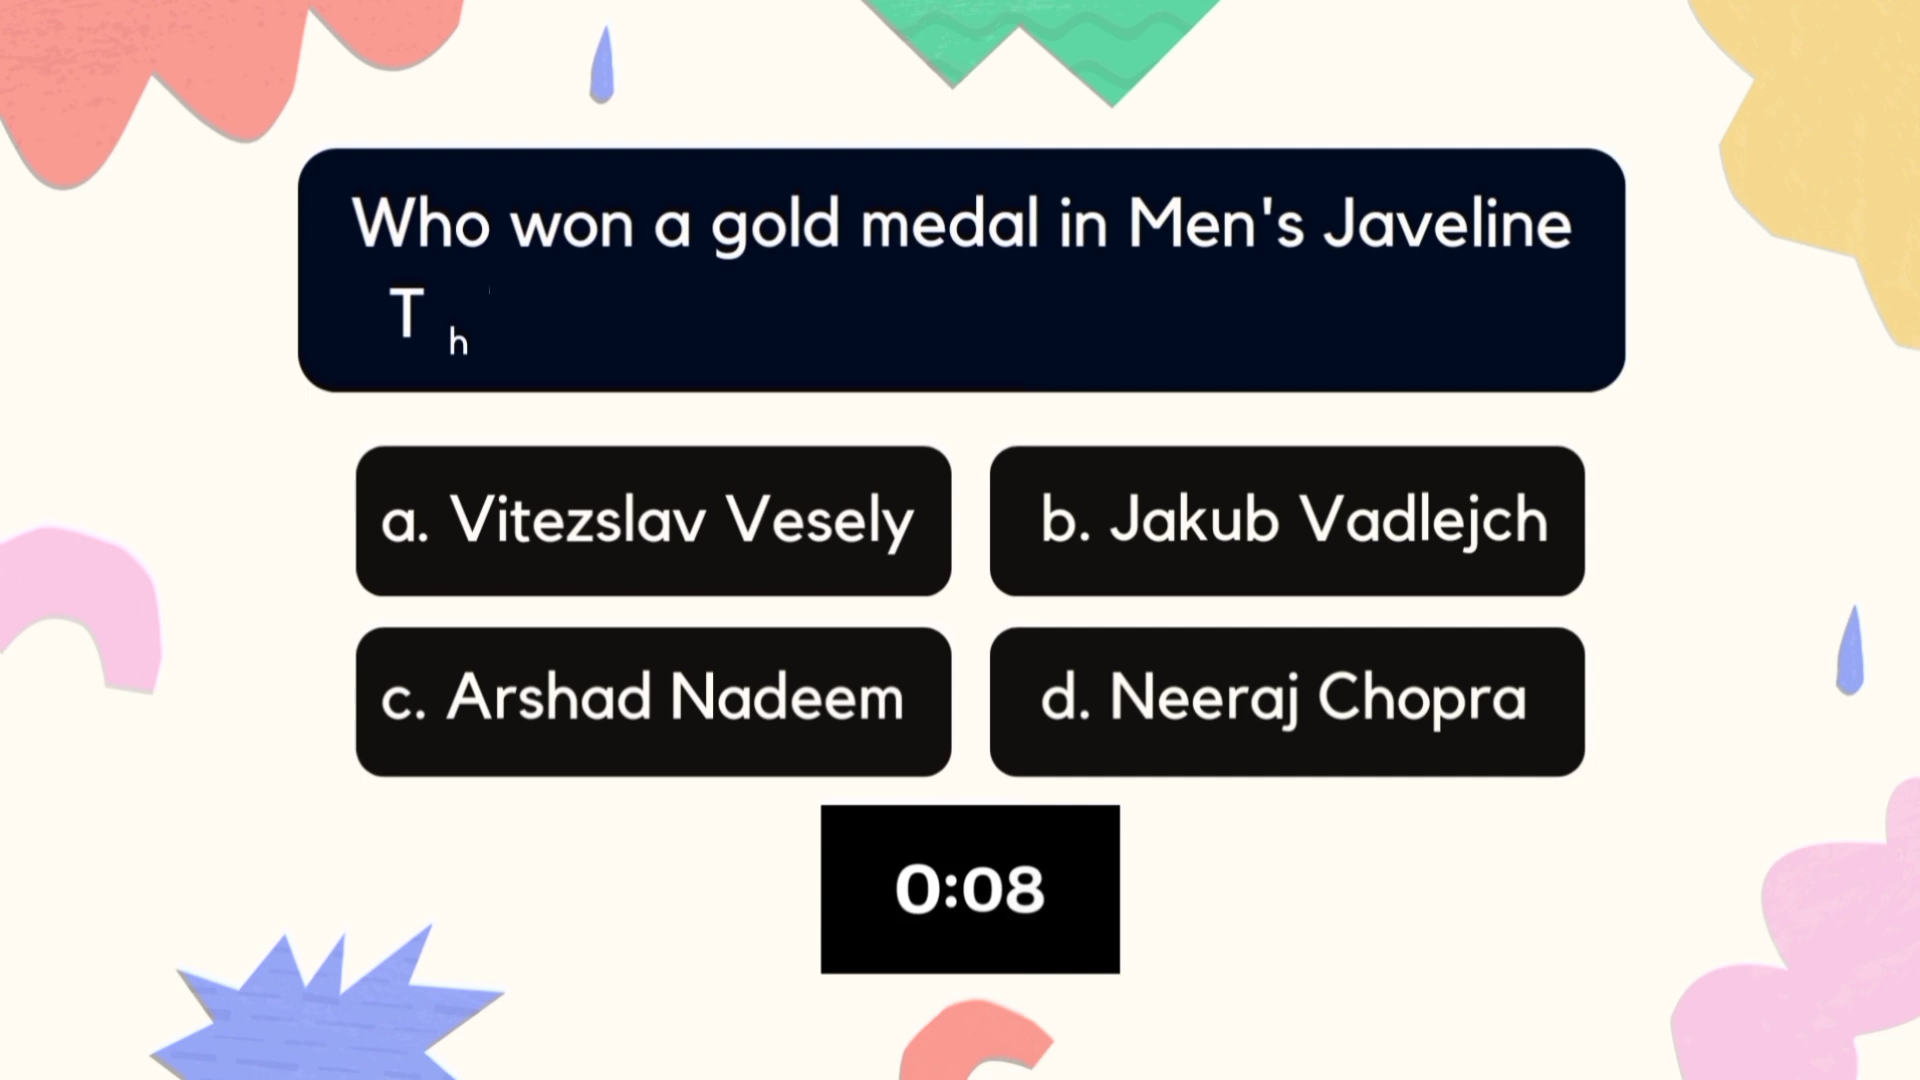 Who won a gold medal in Men's Javeline
T h
a. Vitezslav Vesely
b. Jakub Vadlejch
c. Arshad Nadeem
d. Neeraj Chopra
0:08